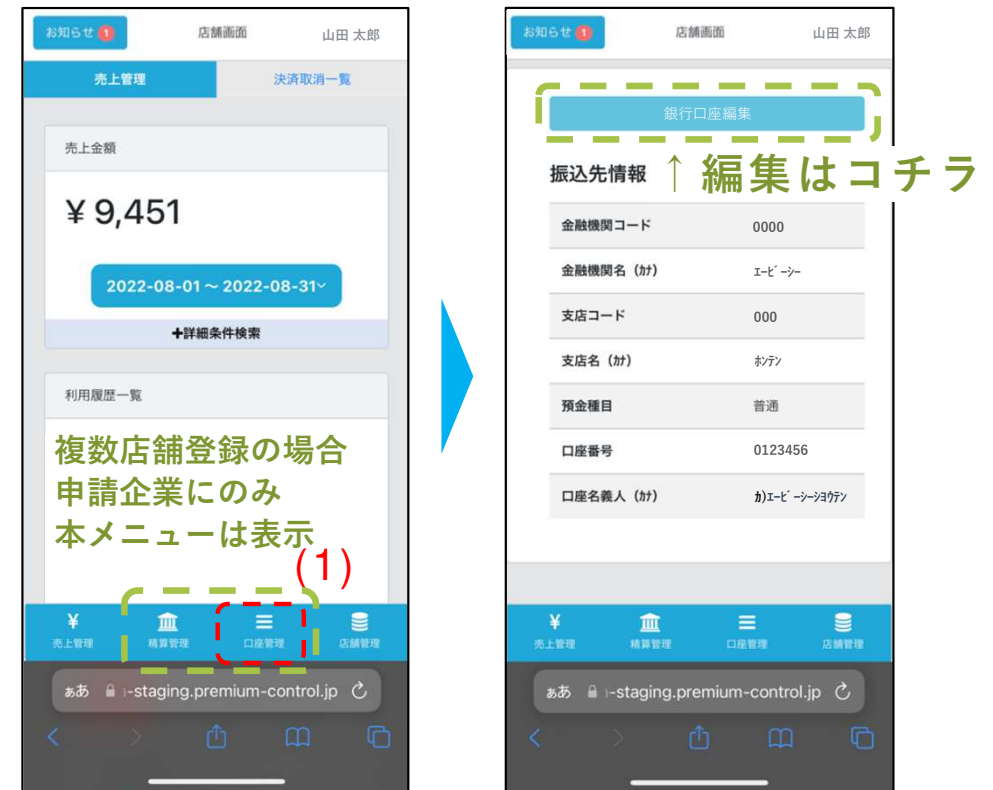 お知らせ 1 店舗画面 山田 太郎
売上管理 決済取消一覧
売上金額
¥ 9,451
2022-08-01 ~ 2022-08-31
+詳細条件検索
利用履歴一覧
複数店舗登録の場合
申請企業にのみ
本メニューは表示
(1)
¥
売上管理 精算管理 口座管理 店舗管理
ぁあ -staging.premium-control.jp
お知らせ 1 店舗画面 山田 太郎
銀行口座編集
↑編集はコチラ
振込先情報
金融機関コード 0000
金融機関名（ｶﾅ） ｴｰﾋﾞｰｼｰ
支店コード 000
支店名（ｶﾅ） ﾎﾝﾃﾝ
預金種目 普通
口座番号 0123456
口座名義人（ｶﾅ） ｶ)ｴｰﾋﾞｰｼｰｼﾖｳﾃﾝ
¥
売上管理 精算管理 口座管理 店舗管理
ぁあ -staging.premium-control.jp